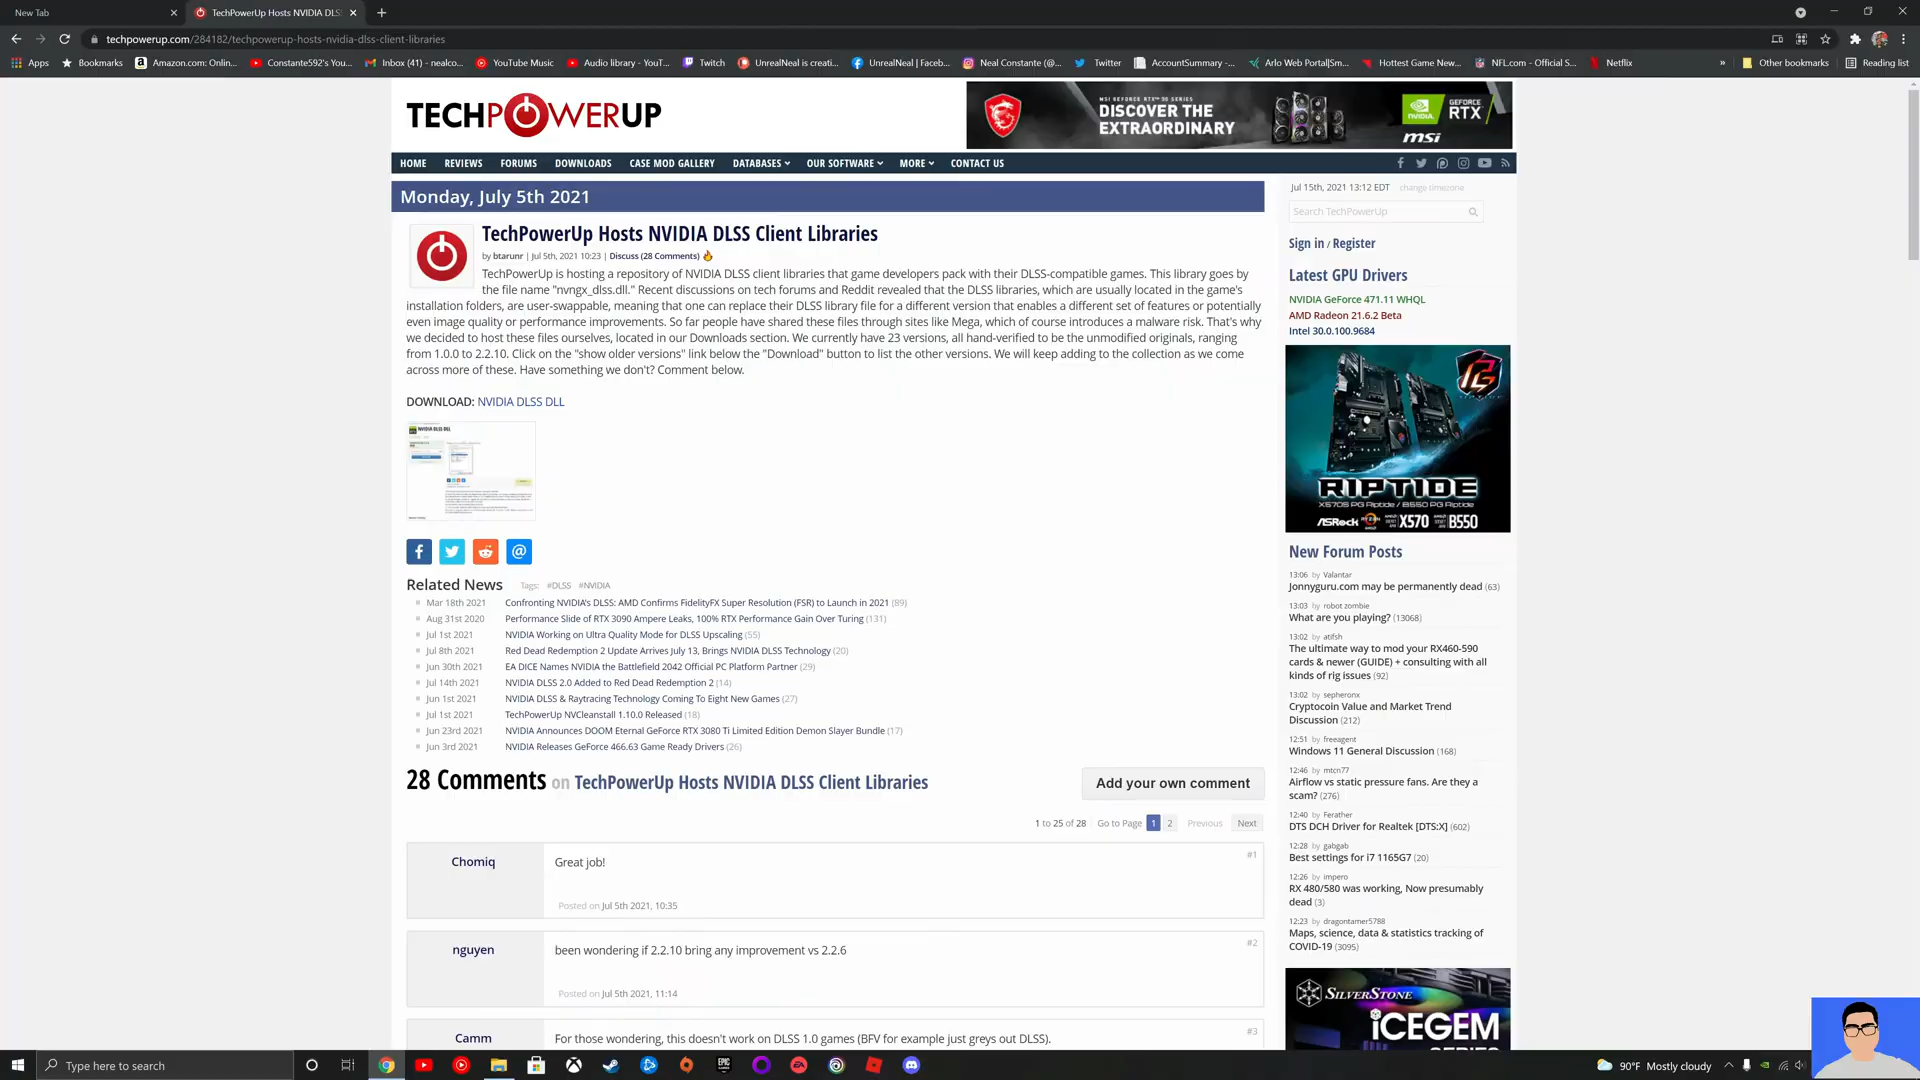 New Tab
TechPowerUp Hosts NVIDIA DLS
techpowerup.com/284182/techpowerup-hosts-nvidia-dlss-client-libraries
Apps
Bookmarks
Amazon.com: Onlin...
Constante592's You...
Inbox (41) - nealco...
YouTube Music
Audio library - YouT...
Twitch
UnrealNeal is creati...
UnrealNeal | Faceb...
Neal Constante (@...
Twitter
AccountSummary -...
Arlo Web Portal|Sm...
Hottest Game New...
NFL.com - Official S...
Netflix
»
Other bookmarks
Reading list
TECHPOWERUP
MSI GEFORCE RTX™ 30 SERIES
DISCOVER THE
EXTRAORDINARY
NVIDIA
GEFORCE
RTX
msi
HOME REVIEWS FORUMS DOWNLOADS CASE MOD GALLERY DATABASES OUR SOFTWARE MORE CONTACT US
Monday, July 5th 2021
TechPowerUp Hosts NVIDIA DLSS Client Libraries
by btarunr | Jul 5th, 2021 10:23 | Discuss (28 Comments)
TechPowerUp is hosting a repository of NVIDIA DLSS client libraries that game developers pack with their DLSS-compatible games. This library goes by
the file name "nvngx_dlss.dll." Recent discussions on tech forums and Reddit revealed that the DLSS libraries, which are usually located in the game's
installation folders, are user-swappable, meaning that one can replace their DLSS library file for a different version that enables a different set of features or potentially
even image quality or performance improvements. So far people have shared these files through sites like Mega, which of course introduces a malware risk. That's why
we decided to host these files ourselves, located in our Downloads section. We currently have 23 versions, all hand-verified to be the unmodified originals, ranging
from 1.0.0 to 2.2.10. Click on the "show older versions" link below the "Download" button to list the other versions. We will keep adding to the collection as we come
across more of these. Have something we don't? Comment below.
DOWNLOAD: NVIDIA DLSS DLL
NVIDIA DLSS DLL
Related News Tags: #DLSS #NVIDIA
Mar 18th 2021 Confronting NVIDIA's DLSS: AMD Confirms FidelityFX Super Resolution (FSR) to Launch in 2021 (89)
Aug 31st 2020 Performance Slide of RTX 3090 Ampere Leaks, 100% RTX Performance Gain Over Turing (131)
Jul 1st 2021 NVIDIA Working on Ultra Quality Mode for DLSS Upscaling (55)
Jul 8th 2021 Red Dead Redemption 2 Update Arrives July 13, Brings NVIDIA DLSS Technology (20)
Jun 30th 2021 EA DICE Names NVIDIA the Battlefield 2042 Official PC Platform Partner (29)
Jul 14th 2021 NVIDIA DLSS 2.0 Added to Red Dead Redemption 2 (14)
Jun 1st 2021 NVIDIA DLSS & Raytracing Technology Coming To Eight New Games (27)
Jul 1st 2021 TechPowerUp NVCleanstall 1.10.0 Released (18)
Jun 23rd 2021 NVIDIA Announces DOOM Eternal GeForce RTX 3080 Ti Limited Edition Demon Slayer Bundle (17)
Jun 3rd 2021 NVIDIA Releases GeForce 466.63 Game Ready Drivers (26)
28 Comments on TechPowerUp Hosts NVIDIA DLSS Client Libraries
Add your own comment
1 to 25 of 28 Go to Page 1 2 Previous Next
Chomiq
Great job!
#1
Posted on Jul 5th 2021, 10:35
nguyen
been wondering if 2.2.10 bring any improvement vs 2.2.6
#2
Posted on Jul 5th 2021, 11:14
Camm
For those wondering, this doesn't work on DLSS 1.0 games (BFV for example just greys out DLSS).
#3
Jul 15th, 2021 13:12 EDT change timezone
Search TechPowerUp
Sign in / Register
Latest GPU Drivers
NVIDIA GeForce 471.11 WHQL
AMD Radeon 21.6.2 Beta
Intel 30.0.100.9684
RIPTIDE
X570S PG Riptide / B550 PG Riptide
ASRock X570 B550
New Forum Posts
13:06 by Valantar
Jonnyguru.com may be permanently dead (63)
13:03 by robot zombie
What are you playing? (13068)
13:02 by atifsh
The ultimate way to mod your RX460-590
cards & newer (GUIDE) + consulting with all
kinds of rig issues (92)
13:02 by sepheronx
Cryptocoin Value and Market Trend
Discussion (212)
12:51 by freeagent
Windows 11 General Discussion (168)
12:46 by mtcn77
Airflow vs static pressure fans. Are they a
scam? (276)
12:40 by Ferather
DTS DCH Driver for Realtek [DTS:X] (602)
12:28 by gabgab
Best settings for i7 1165G7 (20)
12:26 by impero
RX 480/580 was working, Now presumably
dead (3)
12:23 by dragontamer5788
Maps, science, data & statistics tracking of
COVID-19 (3095)
SILVERSTONE
iCEGEM
SERIES
Type here to search
EPIC
EA
90°F Mostly cloudy